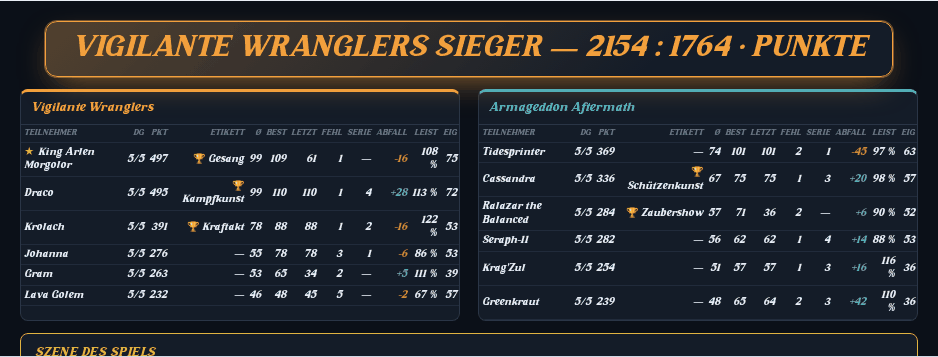 VIGILANTE WRANGLERS SIEGER — 2154 : 1764 · PUNKTE
Vigilante Wranglers
TEILNEHMER DG PKT ETIKETT Ø BEST LETZT FEHL SERIE ABFALL LEIST EIG
★ King Arlen Morgolor 5/5 497 🏆 Gesang 99 109 61 1 — -16 108 % 75
Draco 5/5 495 🏆 Kampfkunst 99 110 110 1 4 +28 113 % 72
Krolach 5/5 391 🏆 Kraftakt 78 88 88 1 2 -16 122 % 53
Johanna 5/5 276 — 55 78 78 3 1 -6 86 % 53
Gram 5/5 263 — 53 65 34 2 — +5 111 % 39
Lava Golem 5/5 232 — 46 48 45 5 — -2 67 % 57
Armageddon Aftermath
TEILNEHMER DG PKT ETIKETT Ø BEST LETZT FEHL SERIE ABFALL LEIST EIG
Tidesprinter 5/5 369 — 74 101 101 2 1 -45 97 % 63
Cassandra 5/5 336 🏆 Schützenkunst 67 75 75 1 3 +20 98 % 57
Ralazar the Balanced 5/5 284 🏆 Zaubershow 57 71 36 2 — +6 90 % 52
Seraph-11 5/5 282 — 56 62 62 1 4 +14 88 % 53
Krag'Zul 5/5 254 — 51 57 57 1 3 +16 116 % 36
Greenkraut 5/5 239 — 48 65 64 2 3 +42 110 % 36
SZENE DES SPIELS